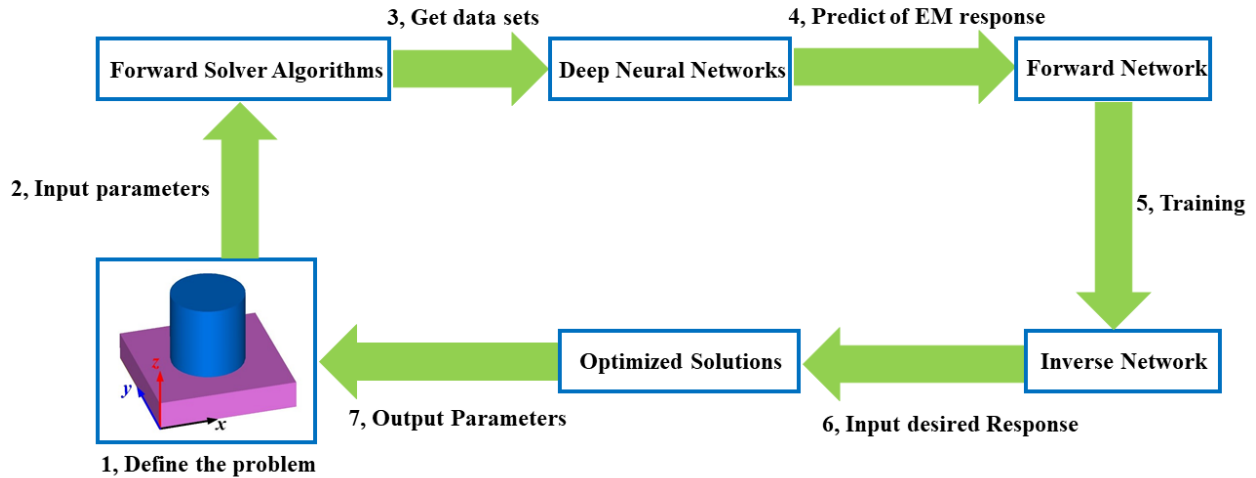 3, Get data sets
4, Predict of EM response
Forward Solver Algorithms
Deep Neural Networks
Forward Network
2, Input parameters
5, Training
z
y
x
Optimized Solutions
Inverse Network
7, Output Parameters
6, Input desired Response
1, Define the problem